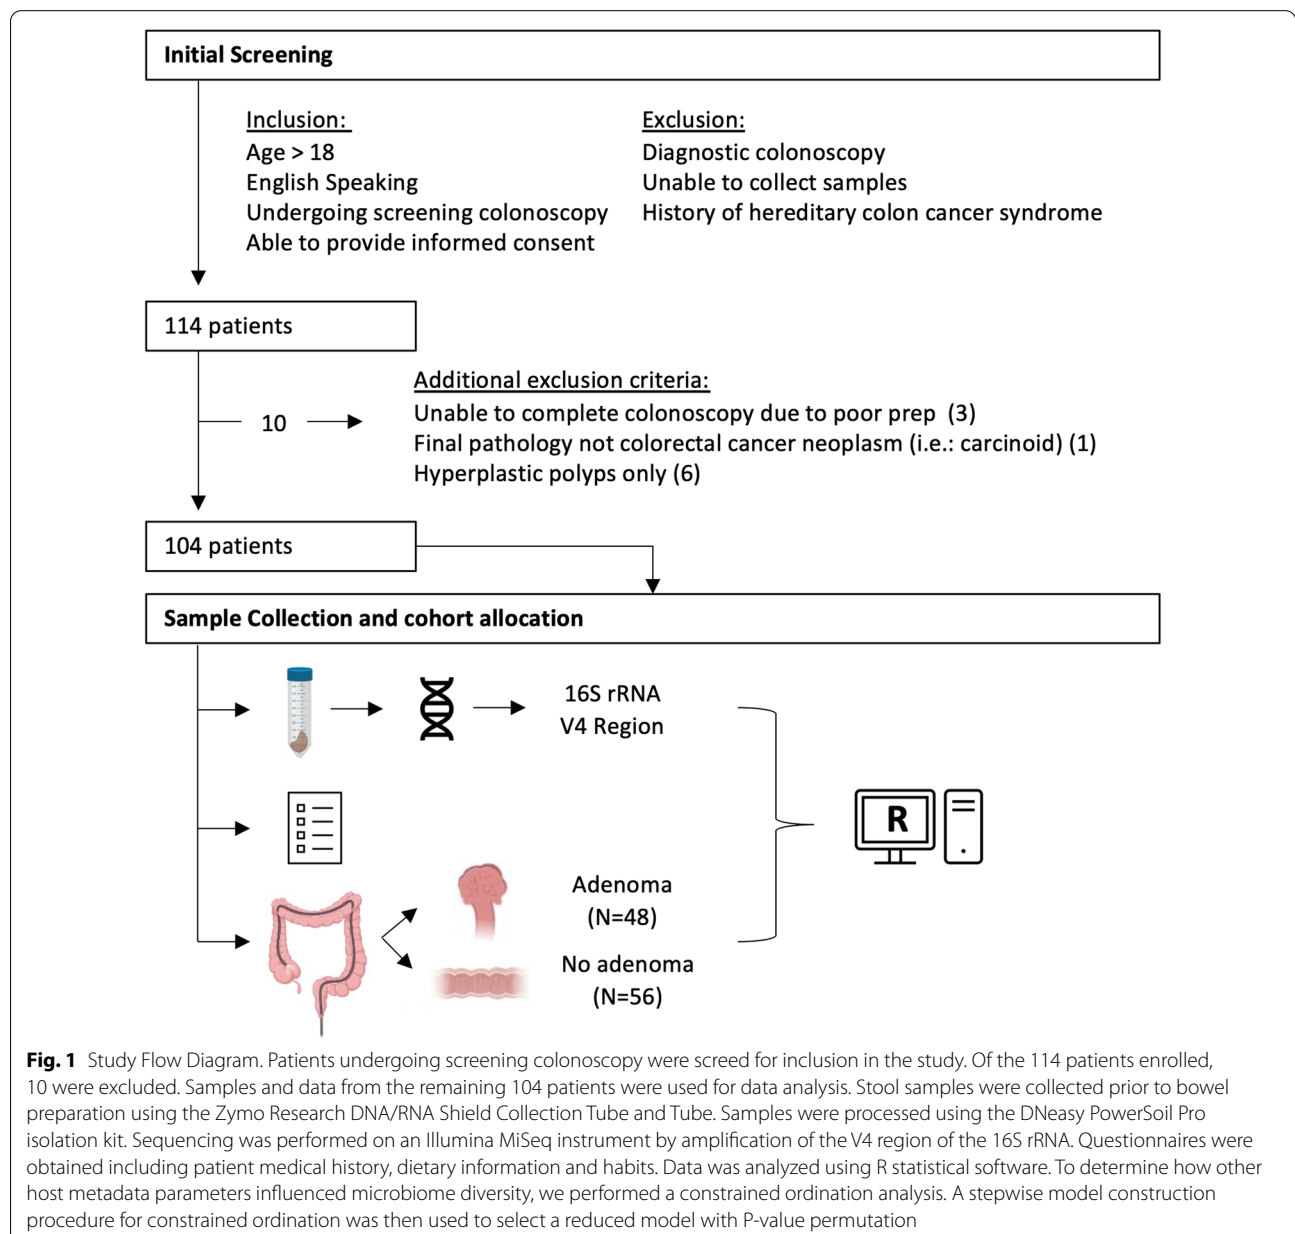 Initial Screening
Inclusion:
Age > 18
English Speaking
Undergoing screening colonoscopy
Able to provide informed consent
Exclusion:
Diagnostic colonoscopy
Unable to collect samples
History of hereditary colon cancer syndrome
114 patients
10
Additional exclusion criteria:
Unable to complete colonoscopy due to poor prep (3)
Final pathology not colorectal cancer neoplasm (i.e.: carcinoid) (1)
Hyperplastic polyps only (6)
104 patients
Sample Collection and cohort allocation
16S rRNA
V4 Region
R
Adenoma
(N=48)
No adenoma
(N=56)
Fig. 1 Study Flow Diagram. Patients undergoing screening colonoscopy were screed for inclusion in the study. Of the 114 patients enrolled,
10 were excluded. Samples and data from the remaining 104 patients were used for data analysis. Stool samples were collected prior to bowel
preparation using the Zymo Research DNA/RNA Shield Collection Tube and Tube. Samples were processed using the DNeasy PowerSoil Pro
isolation kit. Sequencing was performed on an Illumina MiSeq instrument by amplification of the V4 region of the 16S rRNA. Questionnaires were
obtained including patient medical history, dietary information and habits. Data was analyzed using R statistical software. To determine how other
host metadata parameters influenced microbiome diversity, we performed a constrained ordination analysis. A stepwise model construction
procedure for constrained ordination was then used to select a reduced model with P-value permutation